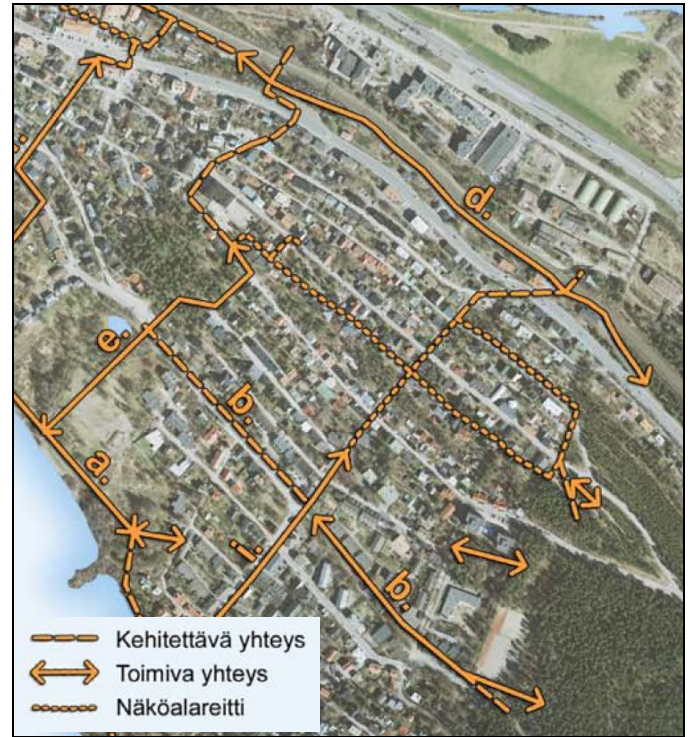 d.
e.
b.
a.
i.
b.
Kehitettävä yhteys
Toimiva yhteys
Näköalareitti